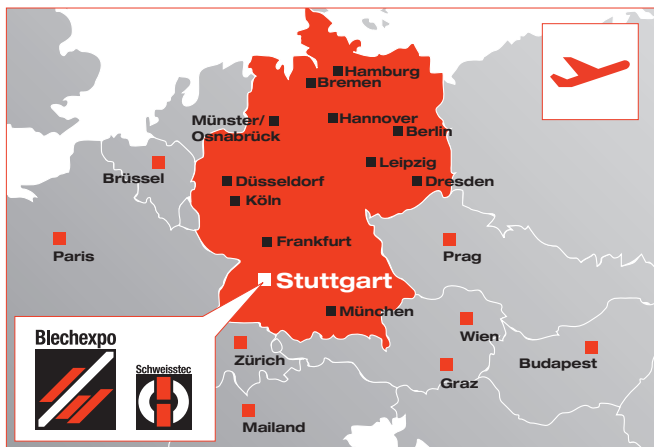 Hamburg
Bremen
Münster/
Osnabrück
Hannover
Berlin
Leipzig
Brüssel
Düsseldorf
Dresden
Köln
Paris
Frankfurt
Prag
Stuttgart
München
Blechexpo
Schweisstec
Wien
Zürich
Budapest
Graz
Mailand